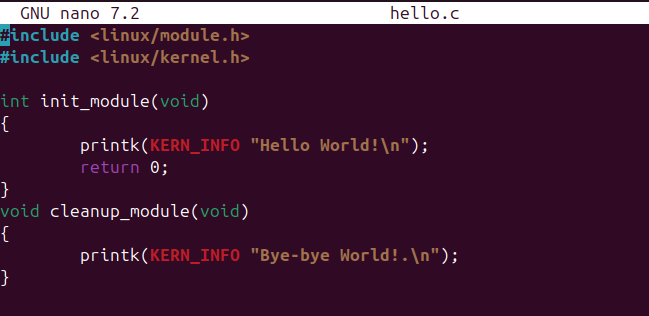 GNU nano 7.2 hello.c
#include <linux/module.h>
#include <linux/kernel.h>
int init_module(void)
{
printk(KERN_INFO "Hello World!\n");
return 0;
}
void cleanup_module(void)
{
printk(KERN_INFO "Bye-bye World!.\n");
}